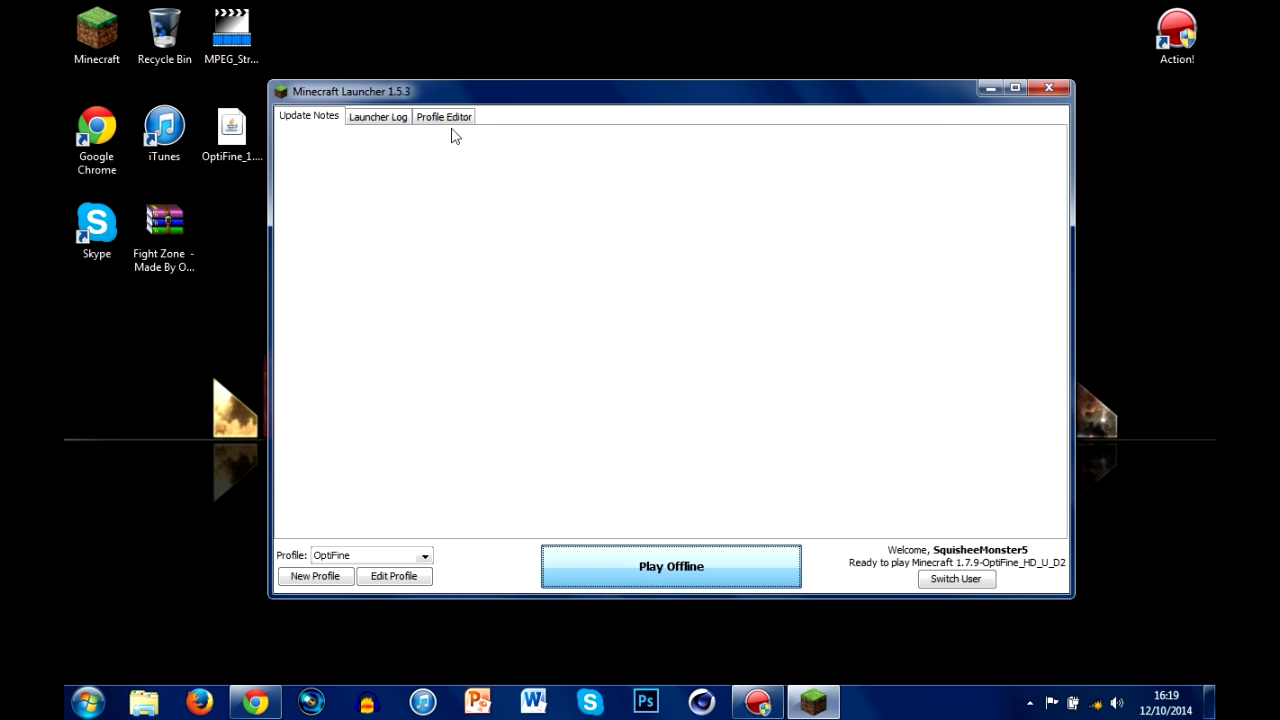 Minecraft
Recycle Bin
MPEG_Str...
Action!
Minecraft Launcher 1.5.3
Update Notes
Launcher Log
Profile Editor
Google
Chrome
iTunes
OptiFine_1....
Skype
Fight Zone -
Made By O...
Profile:
OptiFine
New Profile
Edit Profile
Play Offline
Welcome, SquisheeMonster5
Ready to play Minecraft 1.7.9-OptiFine_HD_U_D2
Switch User
S
P
W
S
Ps
16:19
12/10/2014